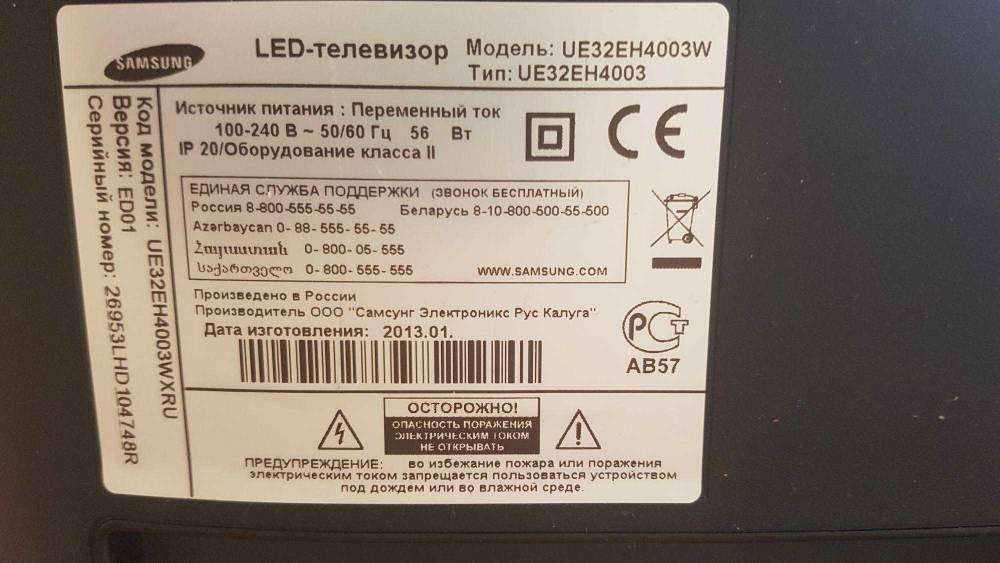 SAMSUNG
LED-телевизор
Модель: UE32EH4003W
Тип: UE32EH4003
Код модели: UE32EH4003WXRU
Версия: ED01
Серийный номер: 26953LHD104748R
Источник питания : Переменный ток
100-240 В ~ 50/60 Гц 56 Вт
IP 20/Оборудование класса II
CE
ЕДИНАЯ СЛУЖБА ПОДДЕРЖКИ (ЗВОНОК БЕСПЛАТНЫЙ)
Россия 8-800-555-55-55 Беларусь 8-10-800-500-55-500
Azərbaycan 0- 88- 555- 55- 55
Հայաստան 0- 800- 05- 555
საქართველო 0- 800- 555- 555 WWW.SAMSUNG.COM
Произведено в России
Производитель ООО "Самсунг Электроникс Рус Калуга"
Дата изготовления: 2013.01.
РСТ
АВ57
ОСТОРОЖНО!
ОПАСНОСТЬ ПОРАЖЕНИЯ
ЭЛЕКТРИЧЕСКИМ ТОКОМ
НЕ ОТКРЫВАТЬ
ПРЕДУПРЕЖДЕНИЕ: во избежание пожара или поражения
электрическим током запрещается пользоваться устройством
под дождем или во влажной среде.